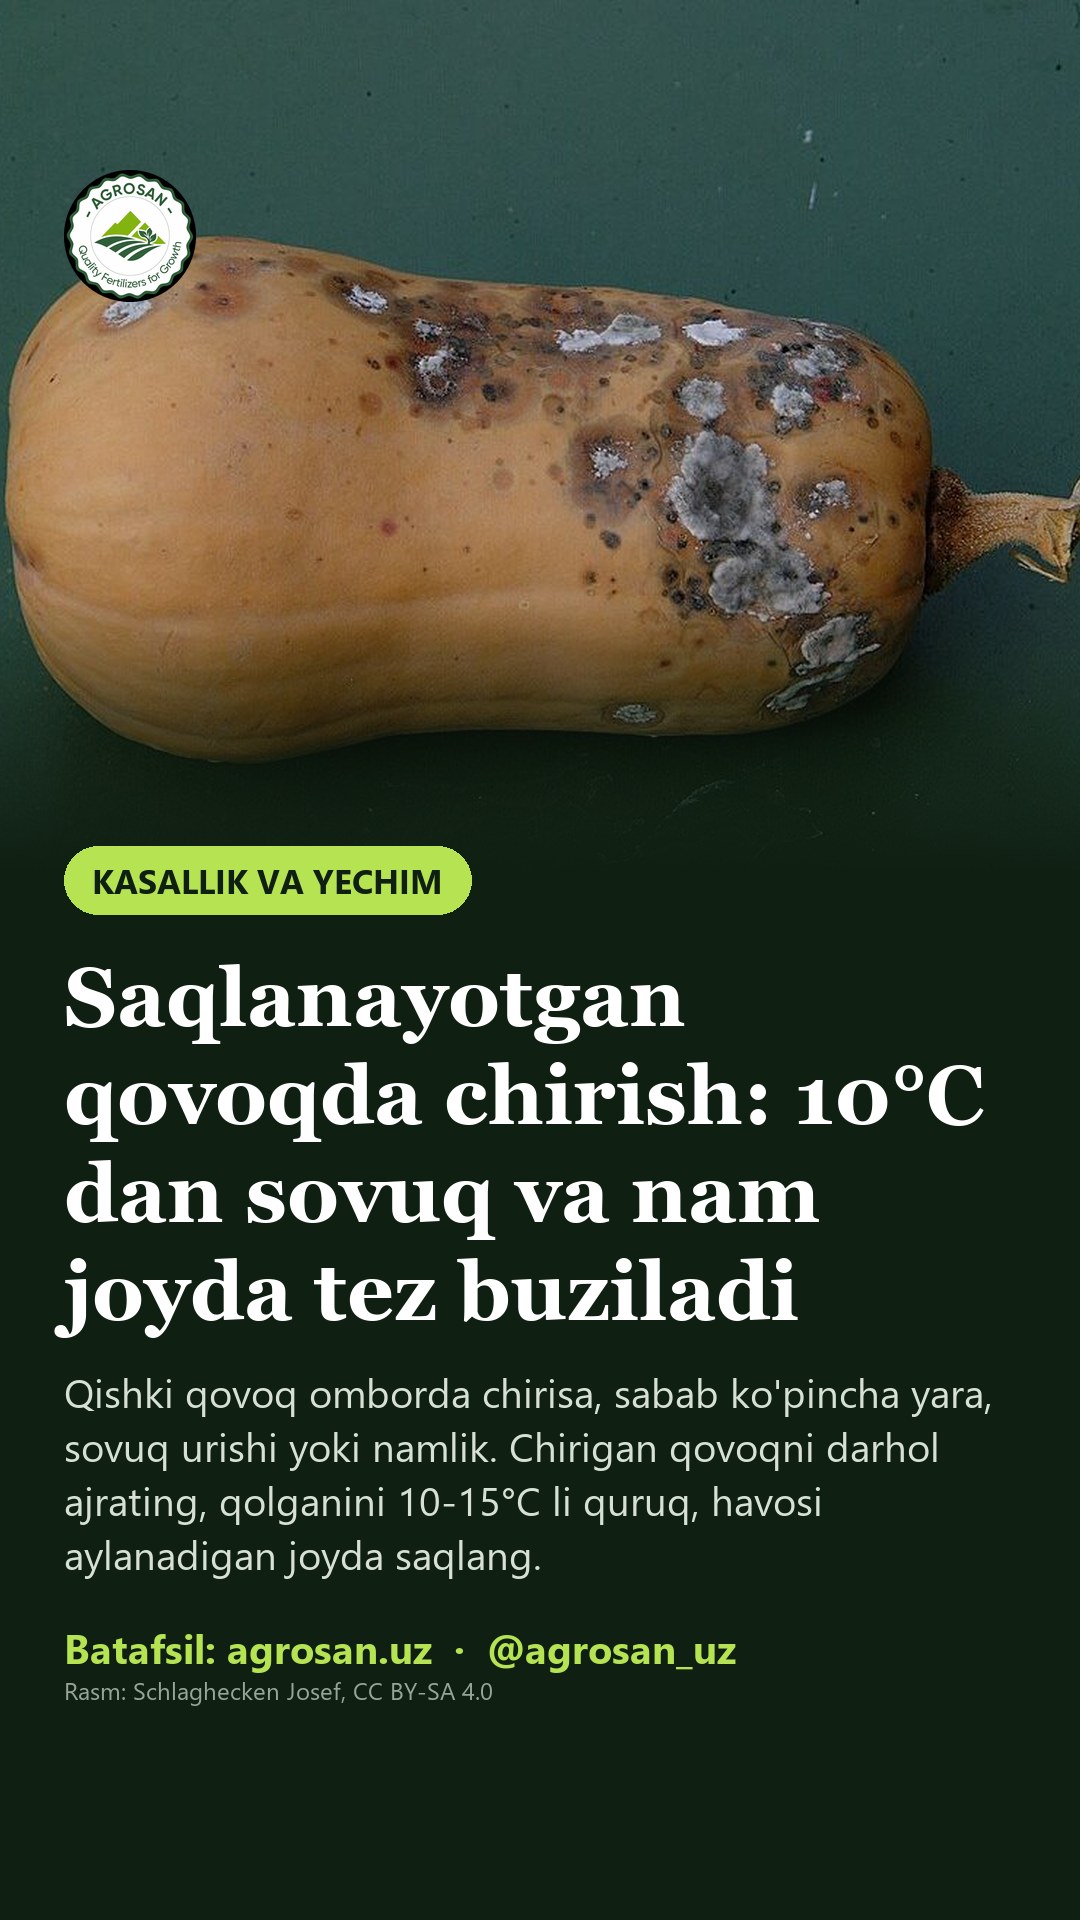 - AGROSAN -
Quality Fertilizers for Growth
KASALLIK VA YECHIM
Saqlanayotgan
qovoqda chirish: 10°C
dan sovuq va nam
joyda tez buziladi
Qishki qovoq omborda chirisa, sabab ko'pincha yara,
sovuq urishi yoki namlik. Chirigan qovoqni darhol
ajrating, qolganini 10-15°C li quruq, havosi
aylanadigan joyda saqlang.
Batafsil: agrosan.uz · @agrosan_uz
Rasm: Schlaghecken Josef, CC BY-SA 4.0